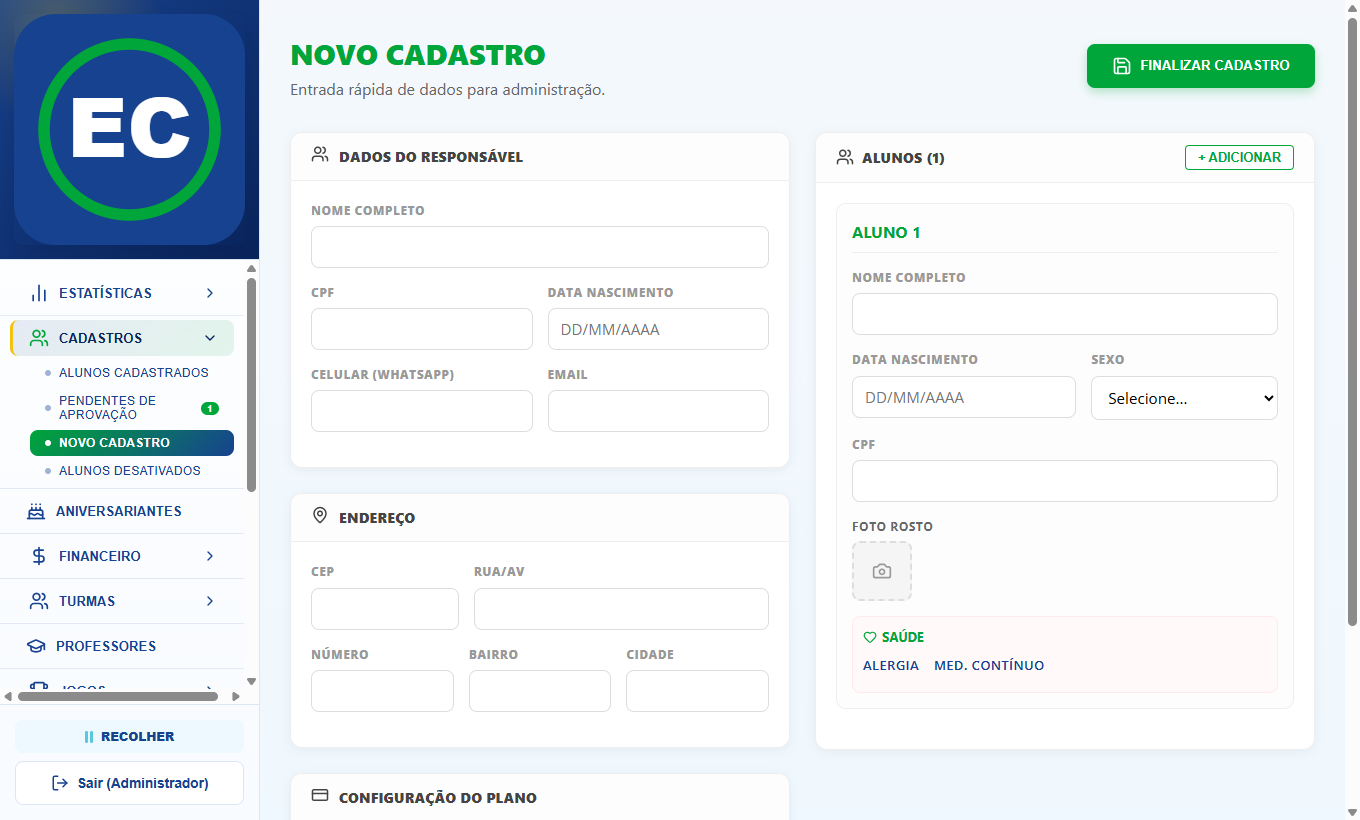 EC
ESTATÍSTICAS
CADASTROS
ALUNOS CADASTRADOS
PENDENTES DE
APROVAÇÃO
1
NOVO CADASTRO
ALUNOS DESATIVADOS
ANIVERSARIANTES
FINANCEIRO
TURMAS
PROFESSORES
JOGOS
RECOLHER
Sair (Administrador)
NOVO CADASTRO
Entrada rápida de dados para administração.
FINALIZAR CADASTRO
DADOS DO RESPONSÁVEL
NOME COMPLETO
CPF
DATA NASCIMENTO
DD/MM/AAAA
CELULAR (WHATSAPP)
EMAIL
ENDEREÇO
CEP
RUA/AV
NÚMERO
BAIRRO
CIDADE
CONFIGURAÇÃO DO PLANO
ALUNOS (1)
+ ADICIONAR
ALUNO 1
NOME COMPLETO
DATA NASCIMENTO
SEXO
DD/MM/AAAA
Selecione...
CPF
FOTO ROSTO
SAÚDE
ALERGIA
MED. CONTÍNUO